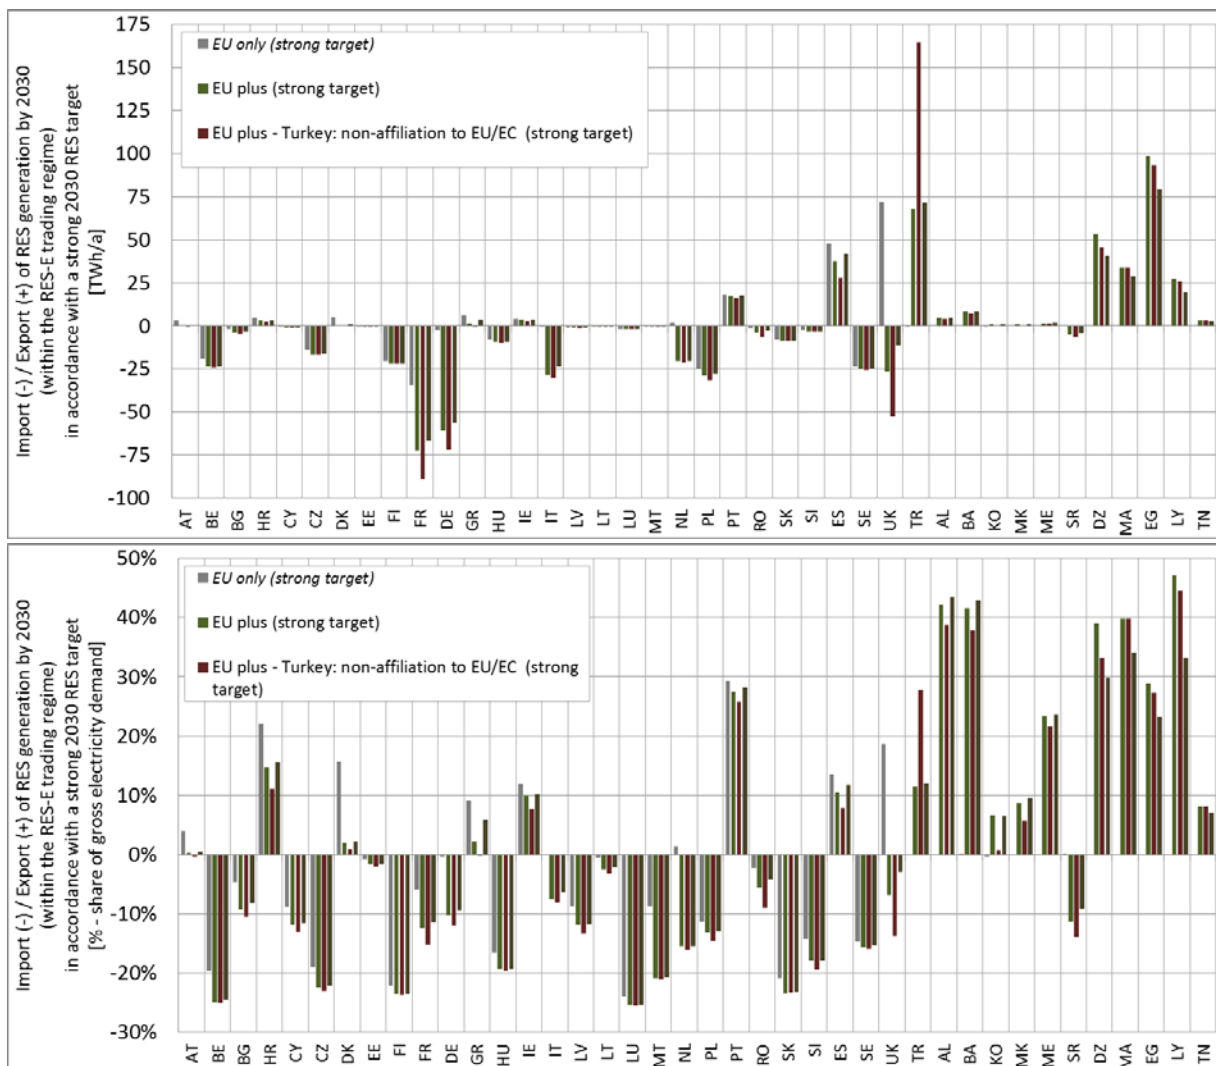 Import (-) / Export (+) of RES generation by 2030
(within the RES-E trading regime)
in accordance with a strong 2030 RES target
[TWh/a]
175
150
125
100
75
50
25
0
-25
-50
-75
-100
EU only (strong target)
EU plus (strong target)
EU plus - Turkey: non-affiliation to EU/EC (strong target)
AT BE BG HR CY CZ DK EE FI FR DE GR HU IE IT LV LT LU MT NL PL PT RO SK SI ES SE UK TR AL BA KO MK ME SR DZ MA EG LY TN
Import (-) / Export (+) of RES generation by 2030
(within the RES-E trading regime)
in accordance with a strong 2030 RES target
[% - share of gross electricity demand]
50%
40%
30%
20%
10%
0%
-10%
-20%
-30%
EU only (strong target)
EU plus (strong target)
EU plus - Turkey: non-affiliation to EU/EC (strong
target)
AT BE BG HR CY CZ DK EE FI FR DE GR HU IE IT LV LT LU MT NL PL PT RO SK SI ES SE UK TR AL BA KO MK ME SR DZ MA EG LY TN